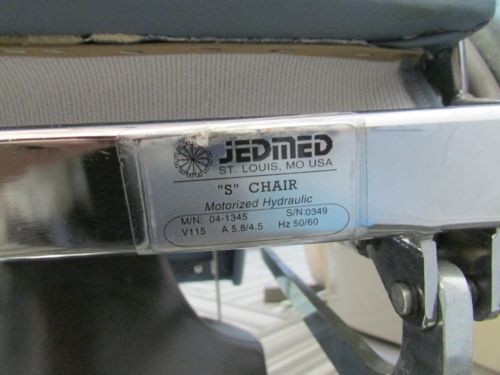 JEDMED
ST. LOUIS, MO USA
"S" CHAIR
Motorized Hydraulic
M/N: 04-1345 S/N:0349
V115 A 5.8/4.5 Hz 50/60